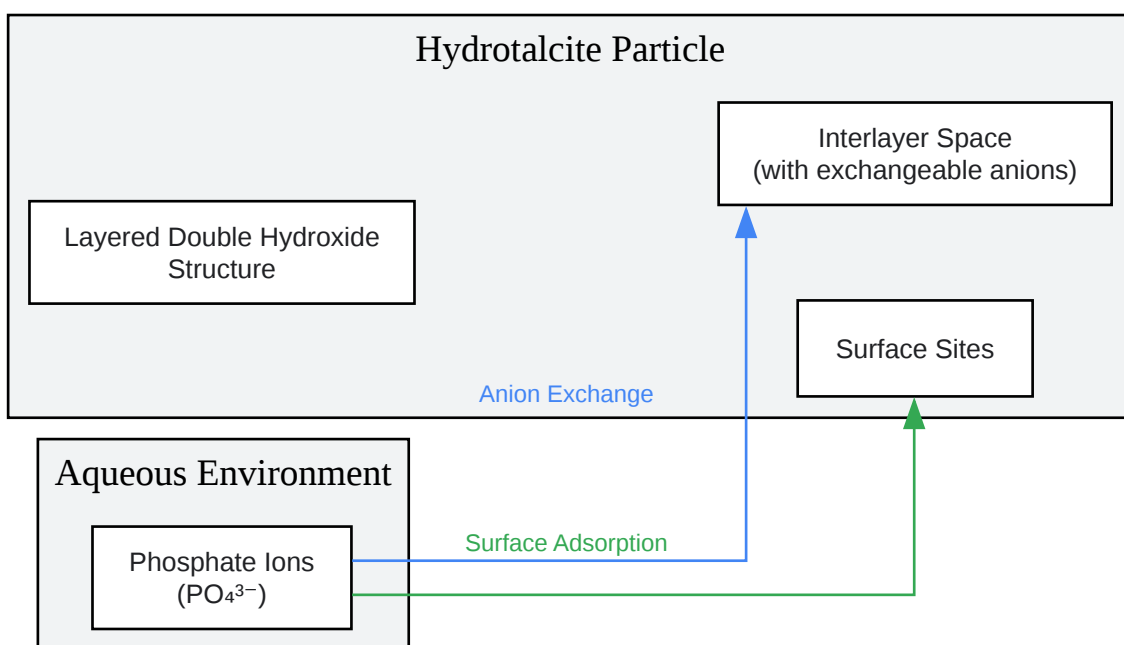 Hydrotalcite Particle
Interlayer Space
(with exchangeable anions)
Layered Double Hydroxide
Structure
Surface Sites
Anion Exchange
Aqueous Environment
Surface Adsorption
Phosphate Ions
(PO₄³⁻)